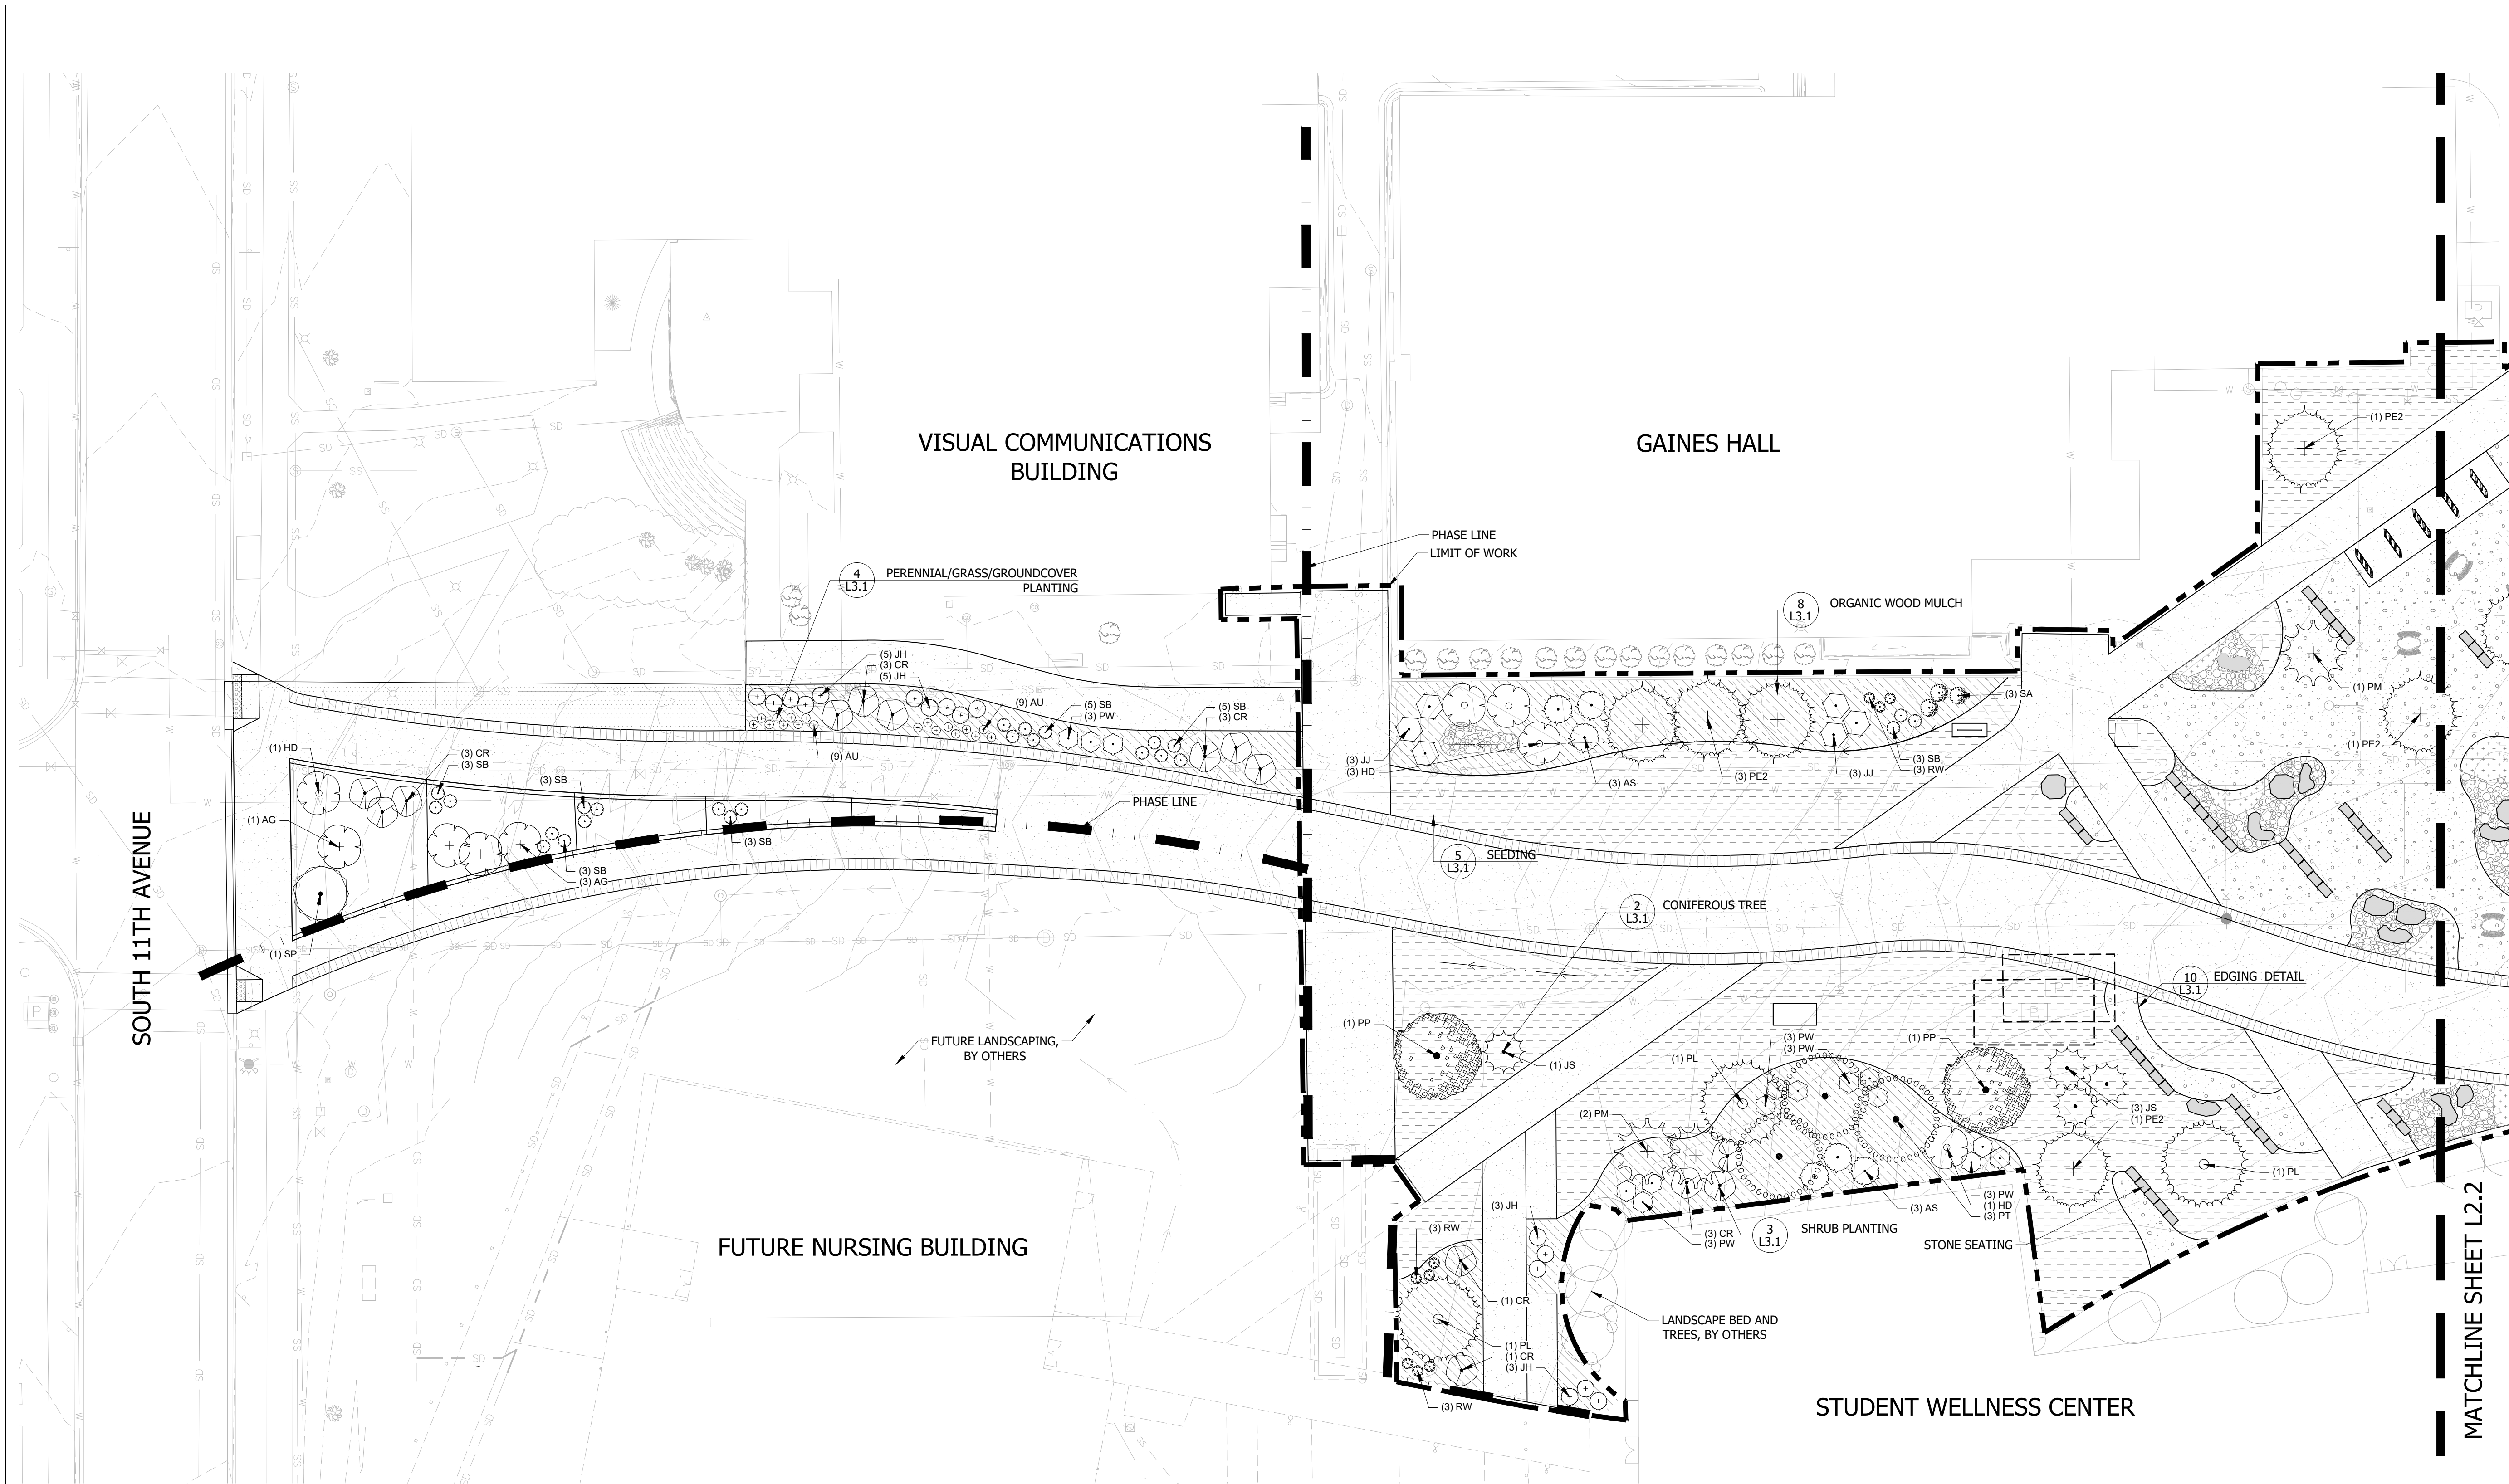 VISUAL COMMUNICATIONS
BUILDING
GAINES HALL
(1) PE2
PHASE LINE
LIMIT OF WORK
4
L3.1
PERENNIAL/GRASS/GROUNDCOVER
PLANTING
8
L3.1
ORGANIC WOOD MULCH
(5) JH
(3) CR
(5) JH
(9) AU
(5) SB
(3) PW
(5) SB
(3) CR
(9) AU
(3) SA
(1) PM
(1) PE2
(1) HD
(3) CR
(3) SB
(3) SB
(1) AG
(3) SB
(3) SB
(3) AG
(1) SP
PHASE LINE
(3) JJ
(3) HD
(3) AS
(3) PE2
(3) JJ
(3) SB
(3) RW
5
L3.1
SEEDING
2
L3.1
CONIFEROUS TREE
10
L3.1
EDGING DETAIL
SOUTH 11TH AVENUE
FUTURE LANDSCAPING,
BY OTHERS
(1) PP
(1) JS
(1) PL
(3) PW
(3) PW
(1) PP
(2) PM
(3) JS
(1) PE2
(1) PL
(3) PW
(1) HD
(3) PT
(3) AS
(3) CR
(3) PW
3
L3.1
SHRUB PLANTING
STONE SEATING
(3) JH
(3) RW
(1) CR
(1) PL
(1) CR
(3) JH
(3) RW
LANDSCAPE BED AND
TREES, BY OTHERS
FUTURE NURSING BUILDING
STUDENT WELLNESS CENTER
MATCHLINE SHEET L2.2